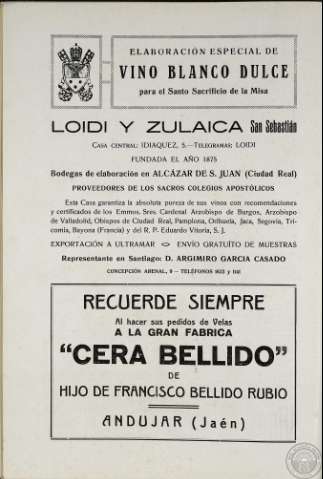 ELABORACIÓN ESPECIAL DE
VINO BLANCO DULCE
para el Santo Sacrificio de la Misa
LOIDI Y ZULAICA San Sebastián
CASA CENTRAL: IDIAQUEZ, 5.—TELEGRAMAS: LOIDI
FUNDADA EL AÑO 1875
Bodegas de elaboración en ALCÁZAR DE S. JUAN (Ciudad Real)
PROVEEDORES DE LOS SACROS COLEGIOS APOSTÓLICOS
Esta Casa garantiza la absoluta pureza de sus vinos con recomendaciones
y certificados de los Emmos. Sres. Cardenal Arzobispo de Burgos, Arzobispo
de Valladolid, Obispos de Ciudad Real, Pamplona, Orihuela, Jaca, Segovia, Tri-
comia, Bayona (Francia) y del R. P. Eduardo Vitoria, S. J.
EXPORTACIÓN A ULTRAMAR ENVIO GRATUÍTO DE MUESTRAS
Representante en Santiago: D. ARGIMIRO GARCIA CASADO
CONCEPCIÓN ARENAL, 9 — TELÉFONOS y
RECUERDE SIEMPRE
Al hacer sus pedidos de Velas
A LA GRAN FABRICA
"CERA BELLIDO"
DE
HIJO DE FRANCISCO BELLIDO RUBIO
ANDUJAR (Jaén)